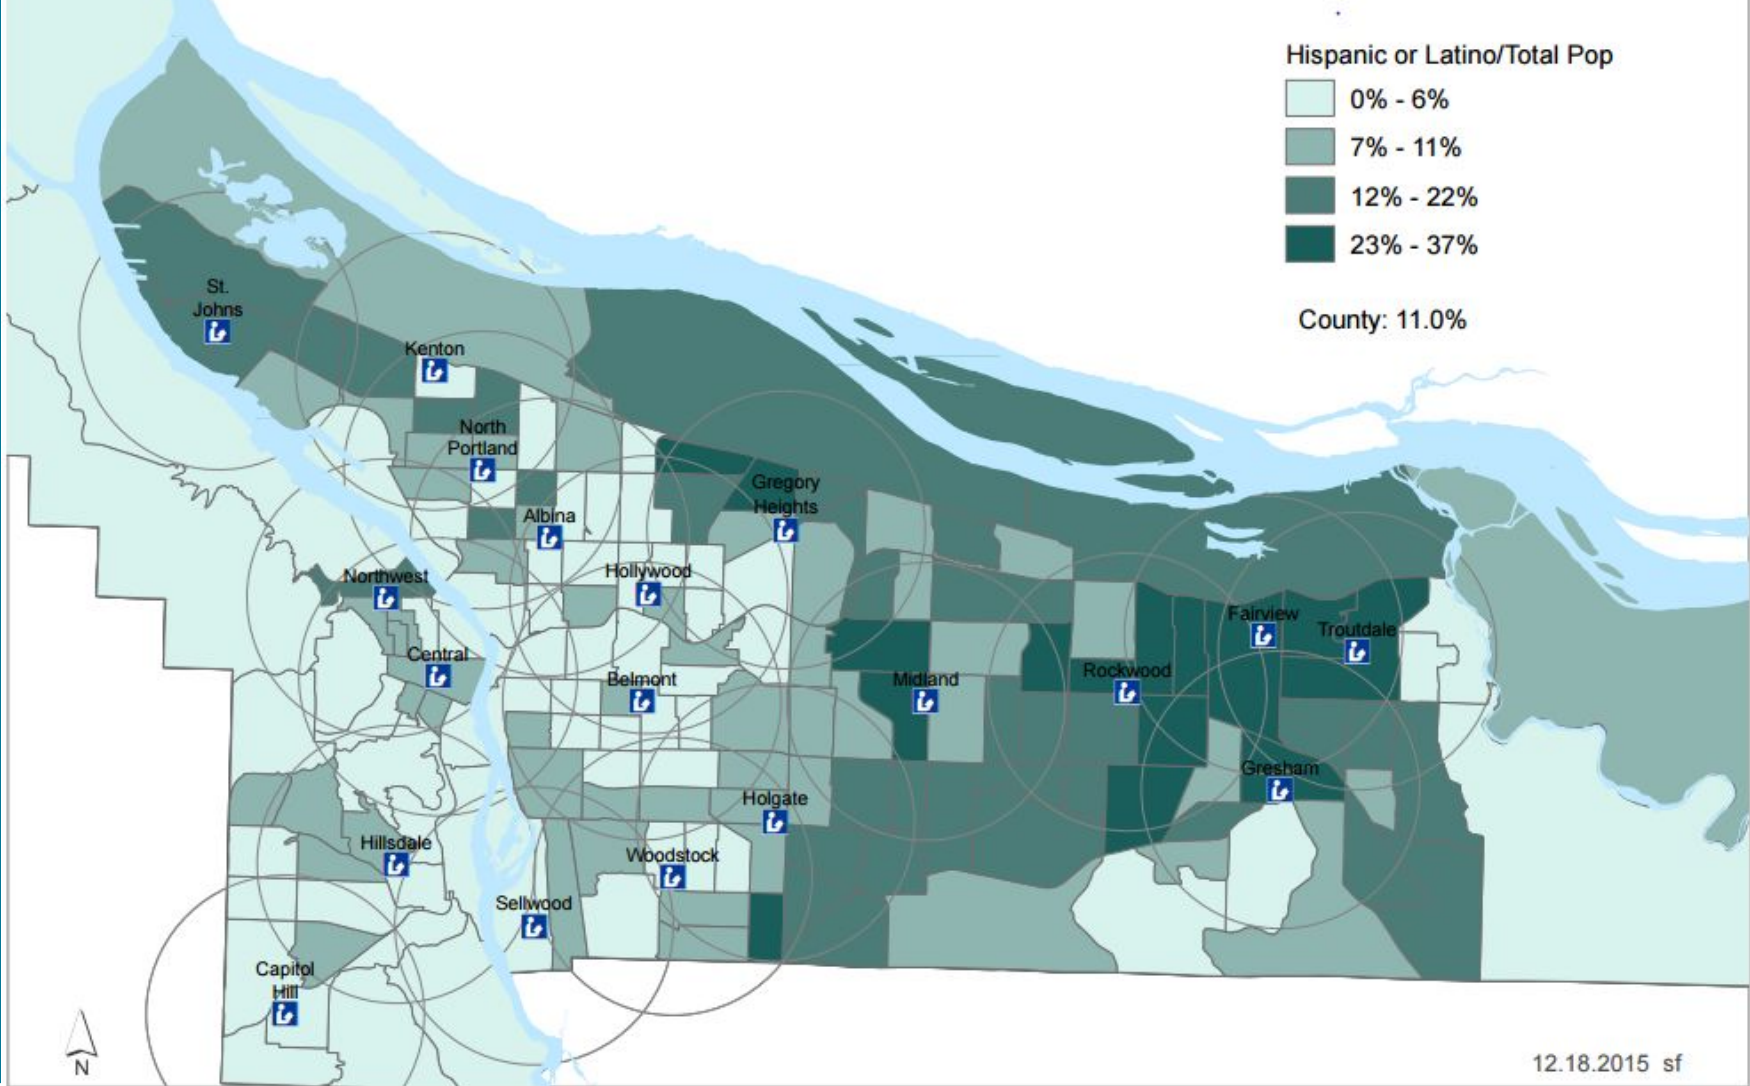 Hispanic or Latino/Total Pop
0% - 6%
7% - 11%
12% - 22%
23% - 37%
County: 11.0%
St.
Johns
Kenton
North
Portland
Gregory
Heights
Albina
Hollywood
Northwest
Fairview
Troutdale
Central
Belmont
Midland
Rockwood
Gresham
Holgate
Hillsdale
Woodstock
Sellwood
Capitol
Hill
N
12.18.2015 sf